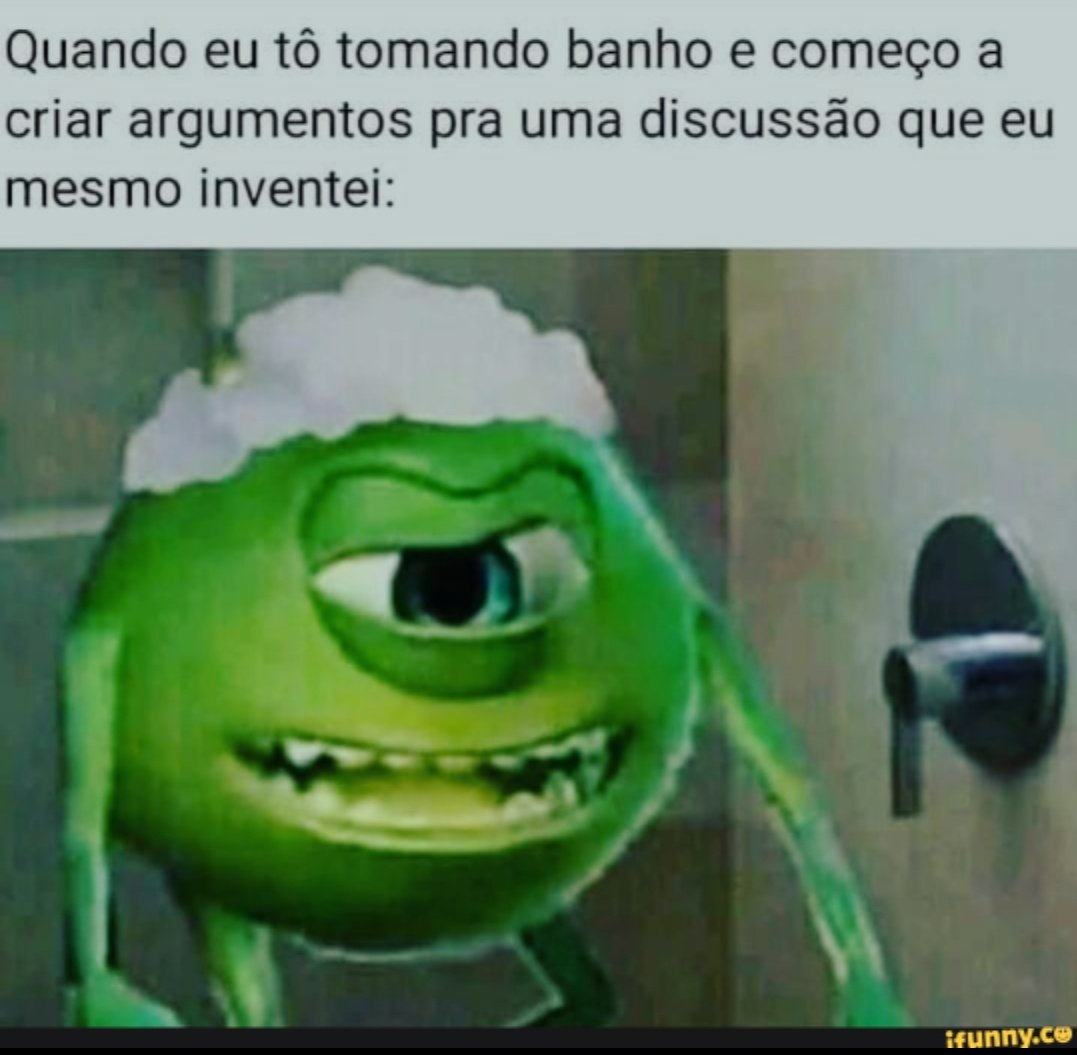 Quando eu tô tomando banho e começo a
criar argumentos pra uma discussão que eu
mesmo inventei:
ifunny.co